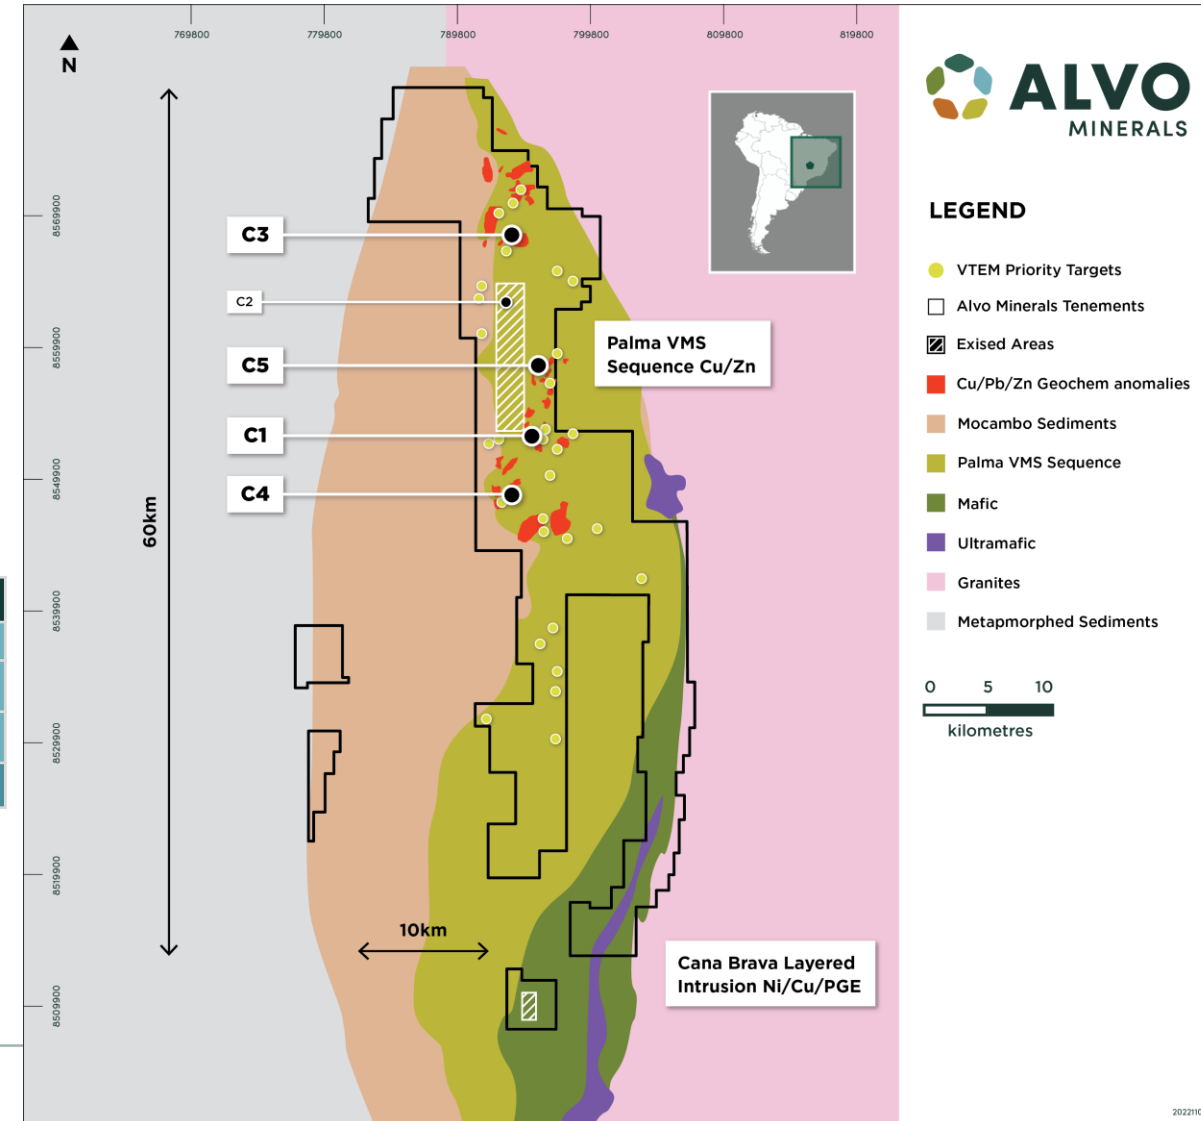 769800
779800
789800
799800
809800
819800
N
8569900
8559900
8549900
8539900
8529900
8519900
8509900
60km
C3
C2
C5
C1
C4
Palma VMS
Sequence Cu/Zn
10km
Cana Brava Layered
Intrusion Ni/Cu/PGE
ALVO
MINERALS
LEGEND
VTEM Priority Targets
Alvo Minerals Tenements
Exised Areas
Cu/Pb/Zn Geochem anomalies
Mocambo Sediments
Palma VMS Sequence
Mafic
Ultramafic
Granites
Metapmorphed Sediments
0 5 10
kilometres